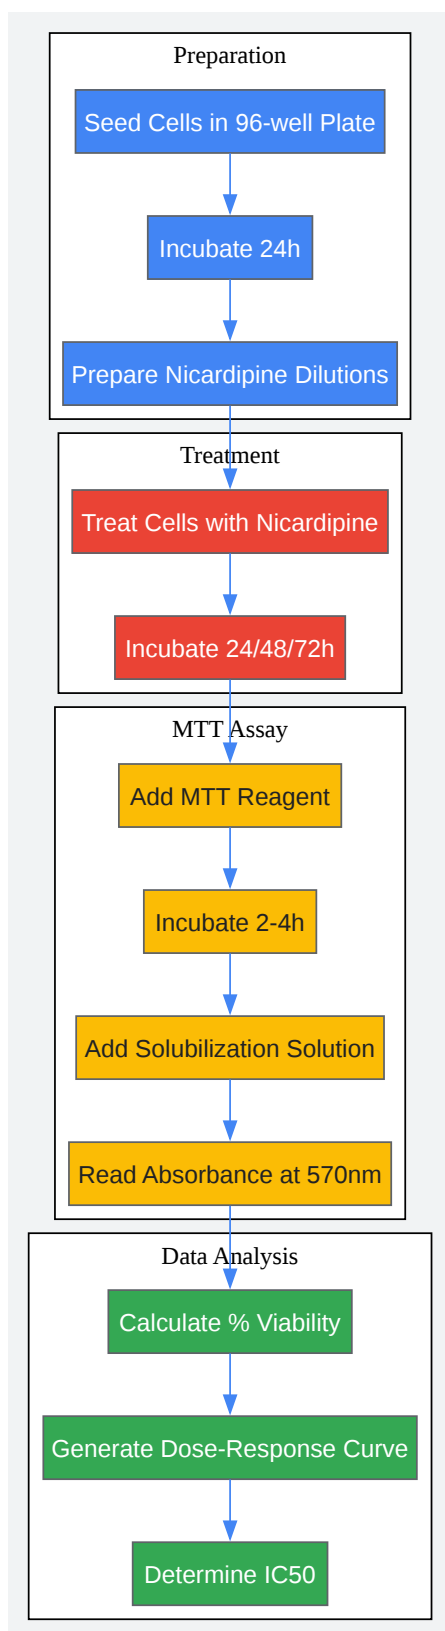 Preparation
Seed Cells in 96-well Plate
Incubate 24h
Prepare Nicardipine Dilutions
Treatment
Treat Cells with Nicardipine
Incubate 24/48/72h
MTT Assay
Add MTT Reagent
Incubate 2-4h
Add Solubilization Solution
Read Absorbance at 570nm
Data Analysis
Calculate % Viability
Generate Dose-Response Curve
Determine IC50